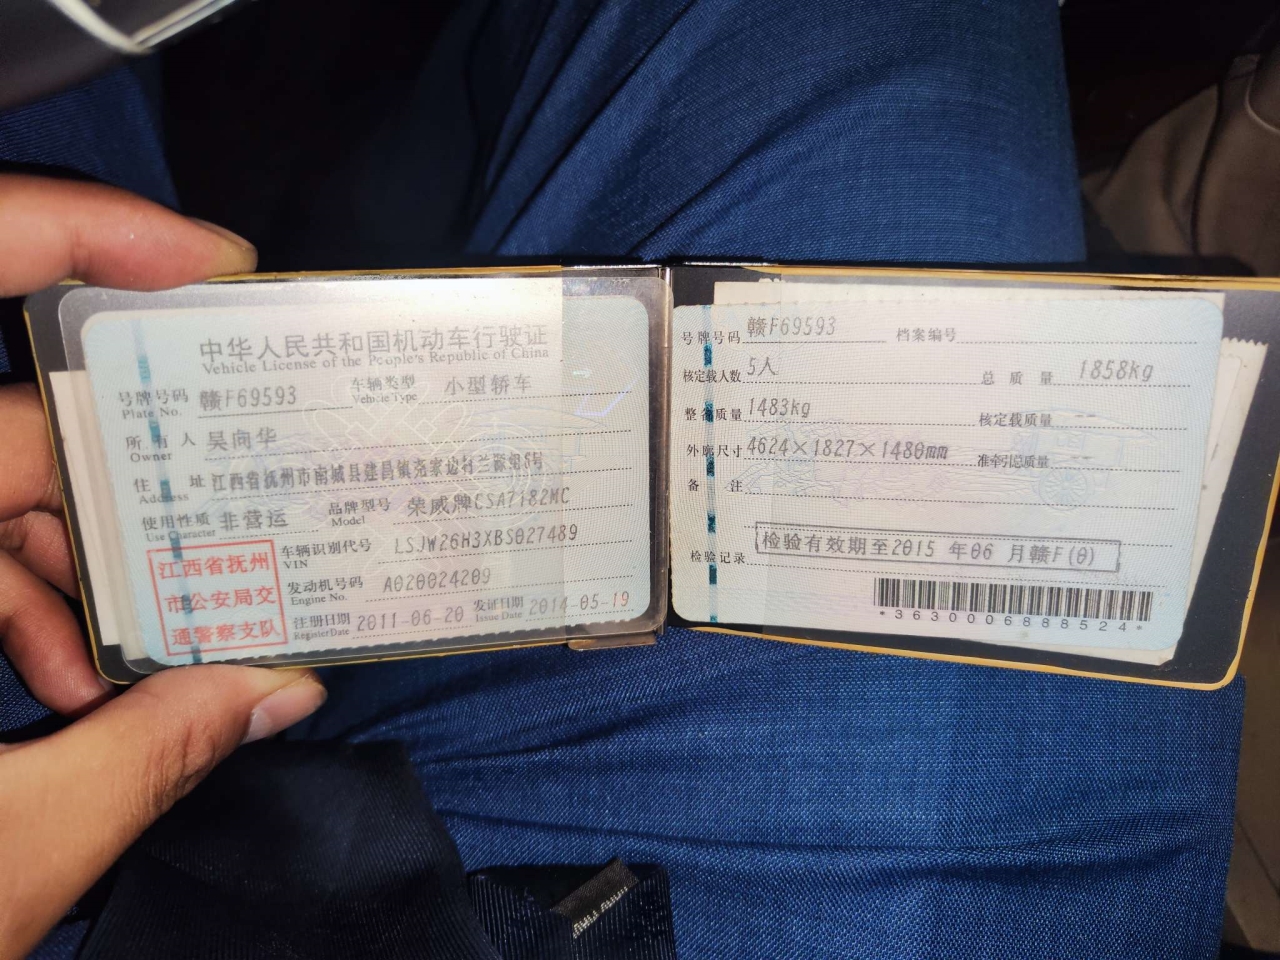 中华人民共和国机动车行驶证
Vehicle License of the People's Republic of China
号牌号码 赣F69593 车辆类型 小型轿车
Plate No. Vehicle Type
所有人 吴向华
Owner
住址 江西省抚州市南城县建昌镇尧家边村兰
Address
使用性质 非营运 品牌型号 荣威牌CSA7182MC
Use Character Model
江西省抚州
市公安局交
通警察支队
车辆识别代号 LSJW26H3XBS027489
VIN
发动机号码 A020024209
Engine No.
注册日期 2011-06-20 发证日期 2014-05-19
Register Date Issue Date
号牌号码 赣F69593 档案编号
核定载人数 5人 总质量 1858kg
整备质量 1483kg 核定载质量 --
外廓尺寸 4624×1827×1480mm 准牵引总质量 --
备注
检验记录 检验有效期至2015 年06 月赣F(0)
*3630006888524*